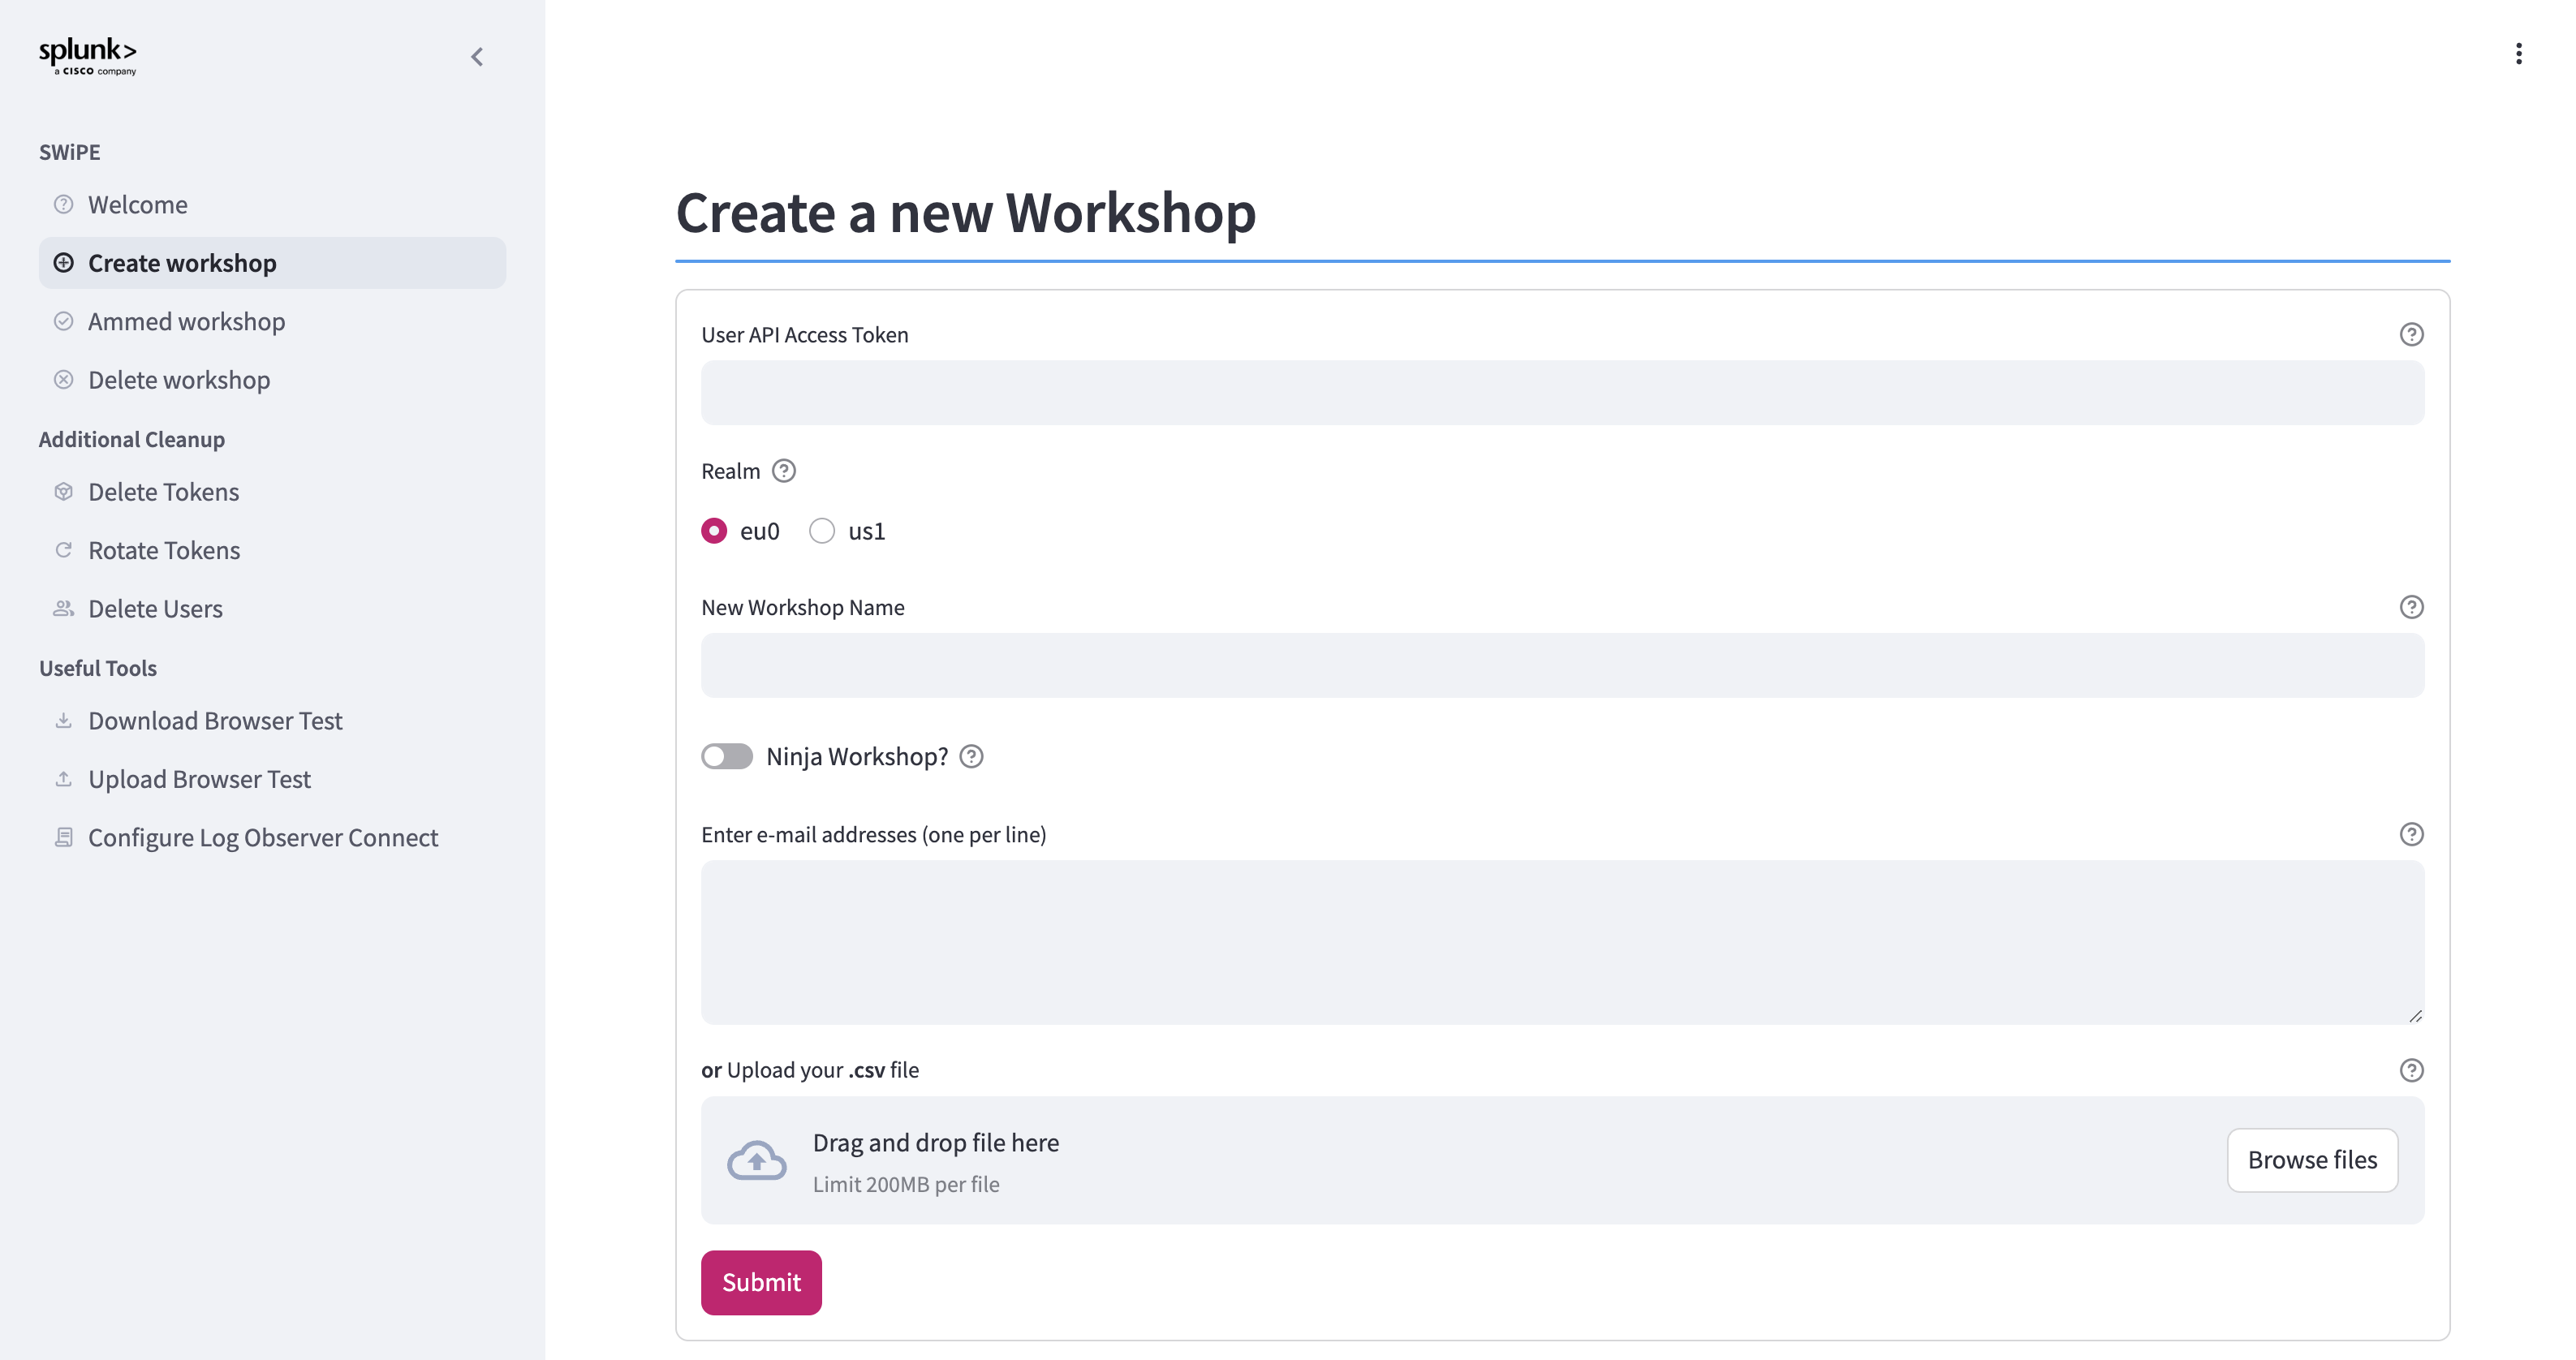 splunk>
a CISCO company
SWiPE
Welcome
Create workshop
Ammed workshop
Delete workshop
Additional Cleanup
Delete Tokens
Rotate Tokens
Delete Users
Useful Tools
Download Browser Test
Upload Browser Test
Configure Log Observer Connect
Create a new Workshop
User API Access Token
Realm
eu0 us1
New Workshop Name
Ninja Workshop?
Enter e-mail addresses (one per line)
or Upload your .csv file
Drag and drop file here
Limit 200MB per file
Browse files
Submit